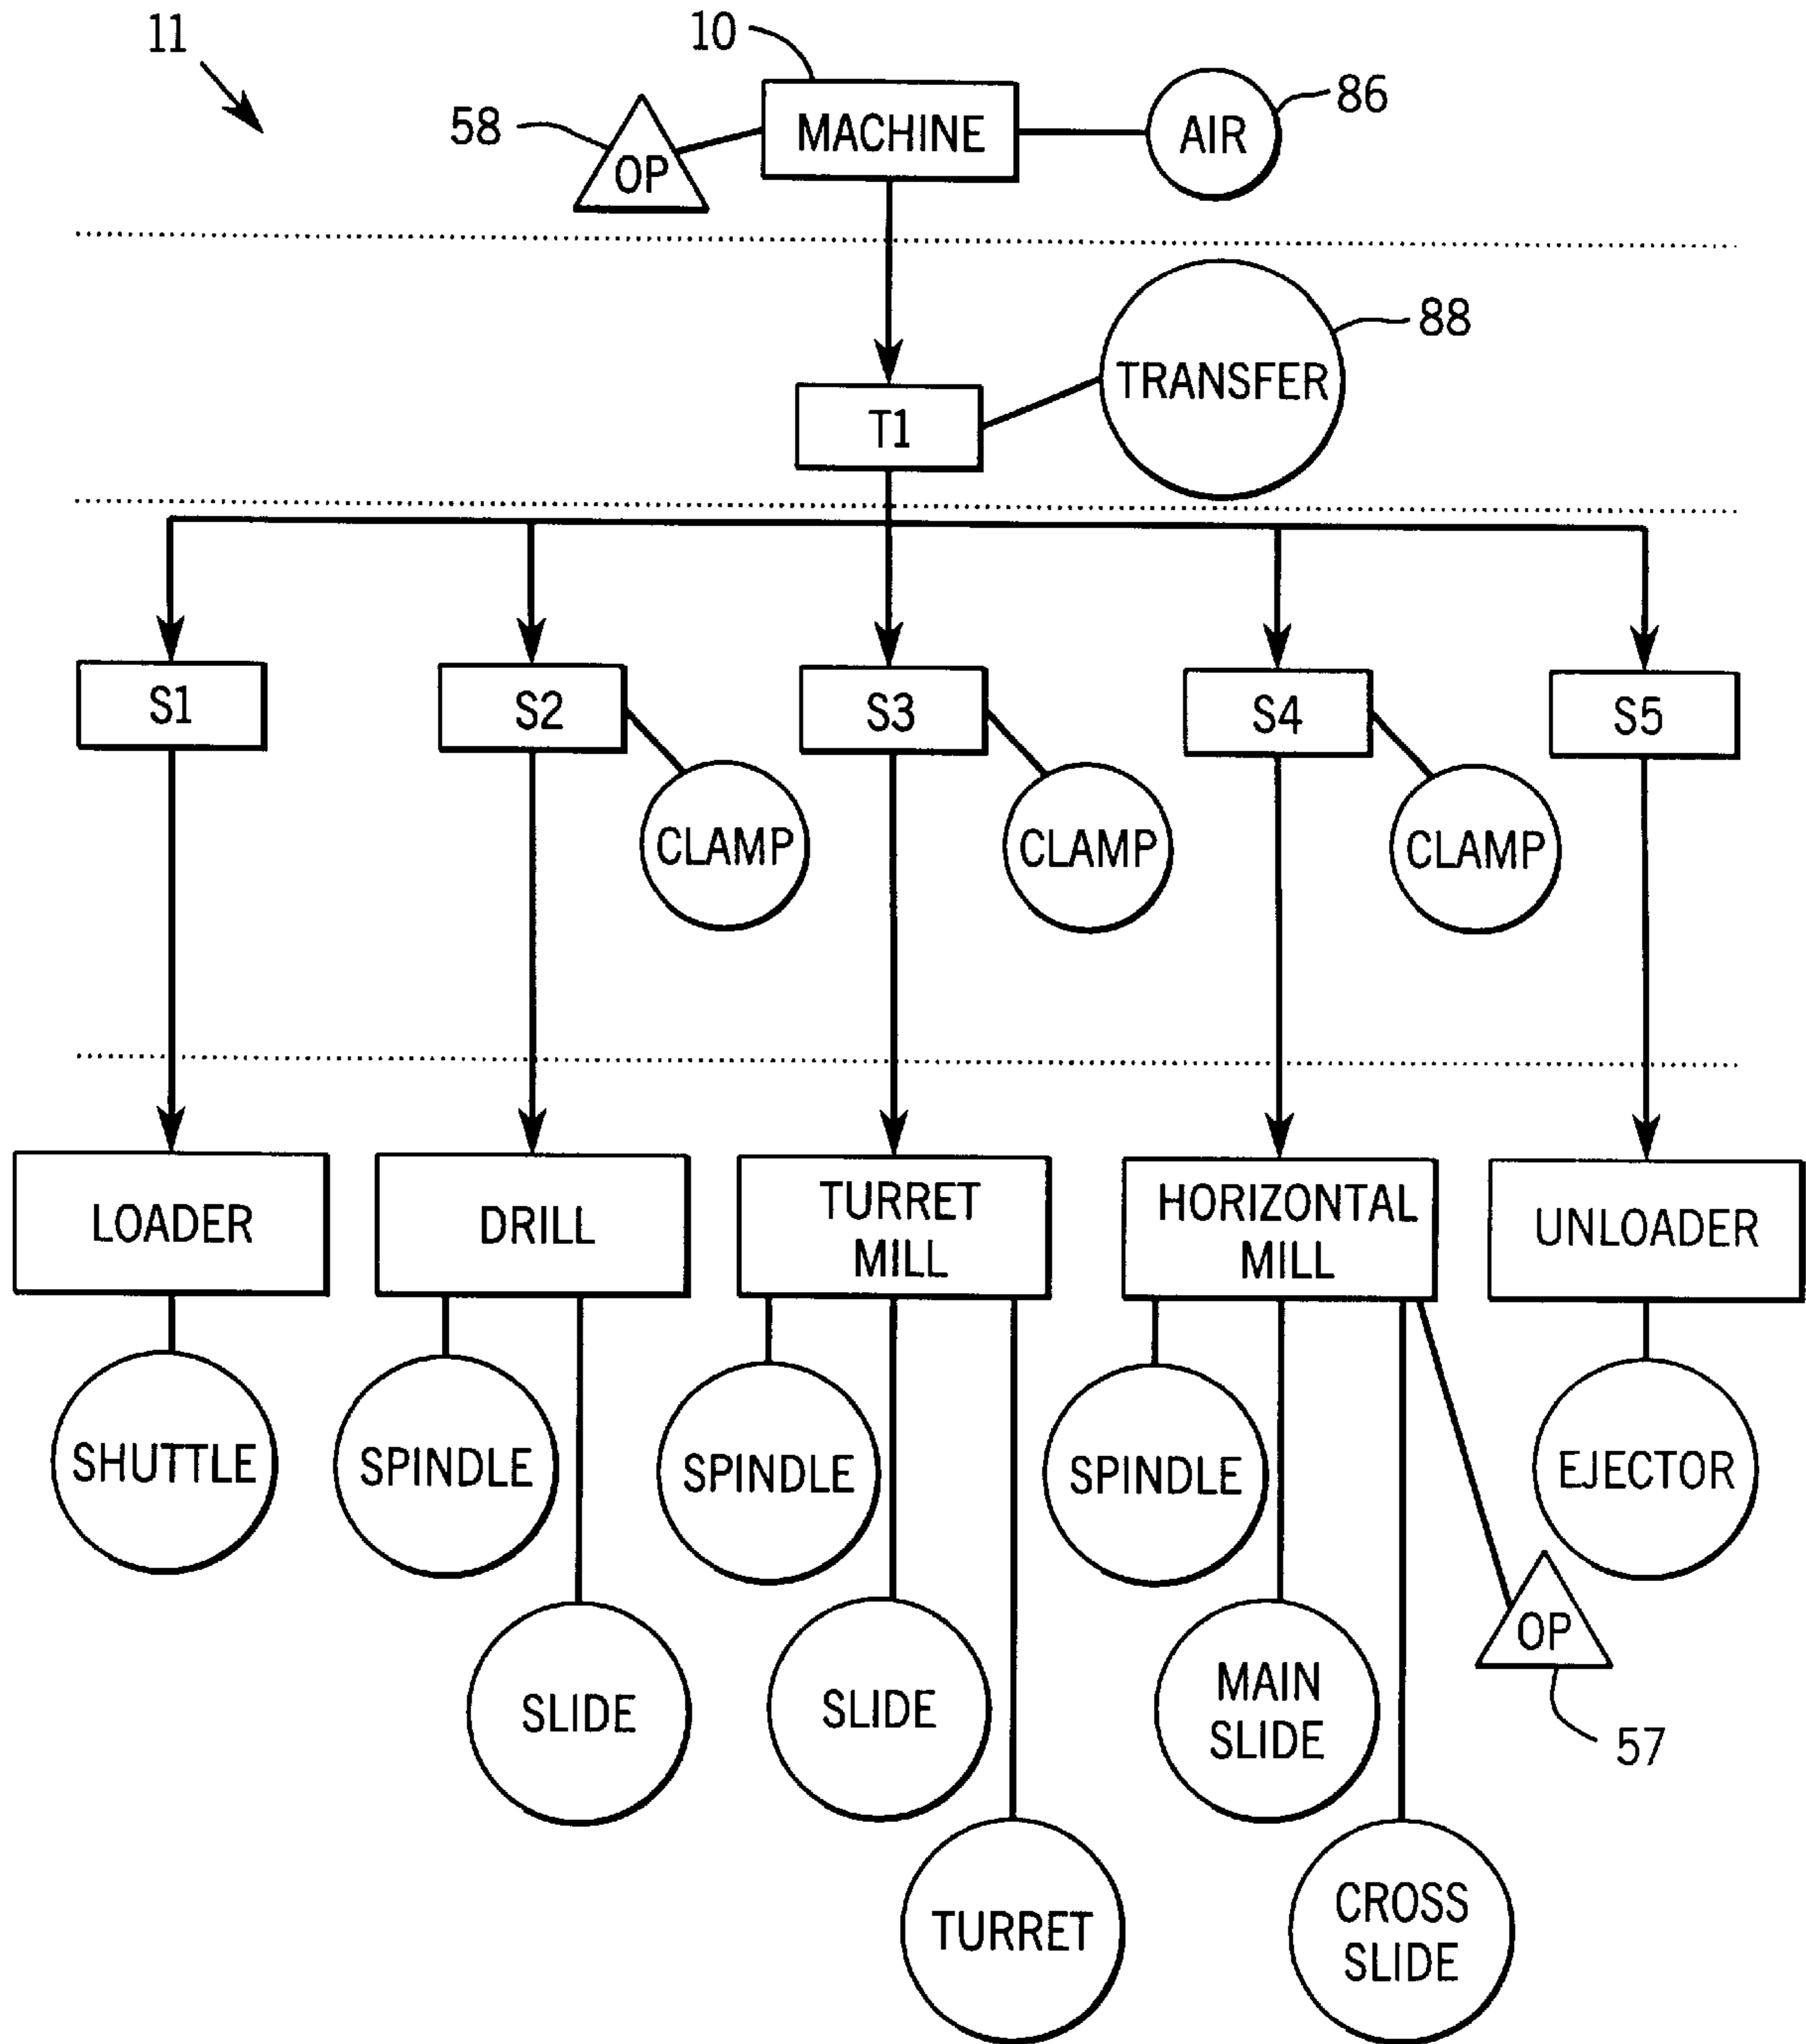 11
10
86
58
MACHINE
AIR
OP
88
TRANSFER
T1
S1
S2
S3
S4
S5
CLAMP
CLAMP
CLAMP
LOADER
DRILL
TURRET
MILL
HORIZONTAL
MILL
UNLOADER
SHUTTLE
SPINDLE
SPINDLE
SPINDLE
EJECTOR
OP
SLIDE
SLIDE
MAIN
SLIDE
57
TURRET
CROSS
SLIDE